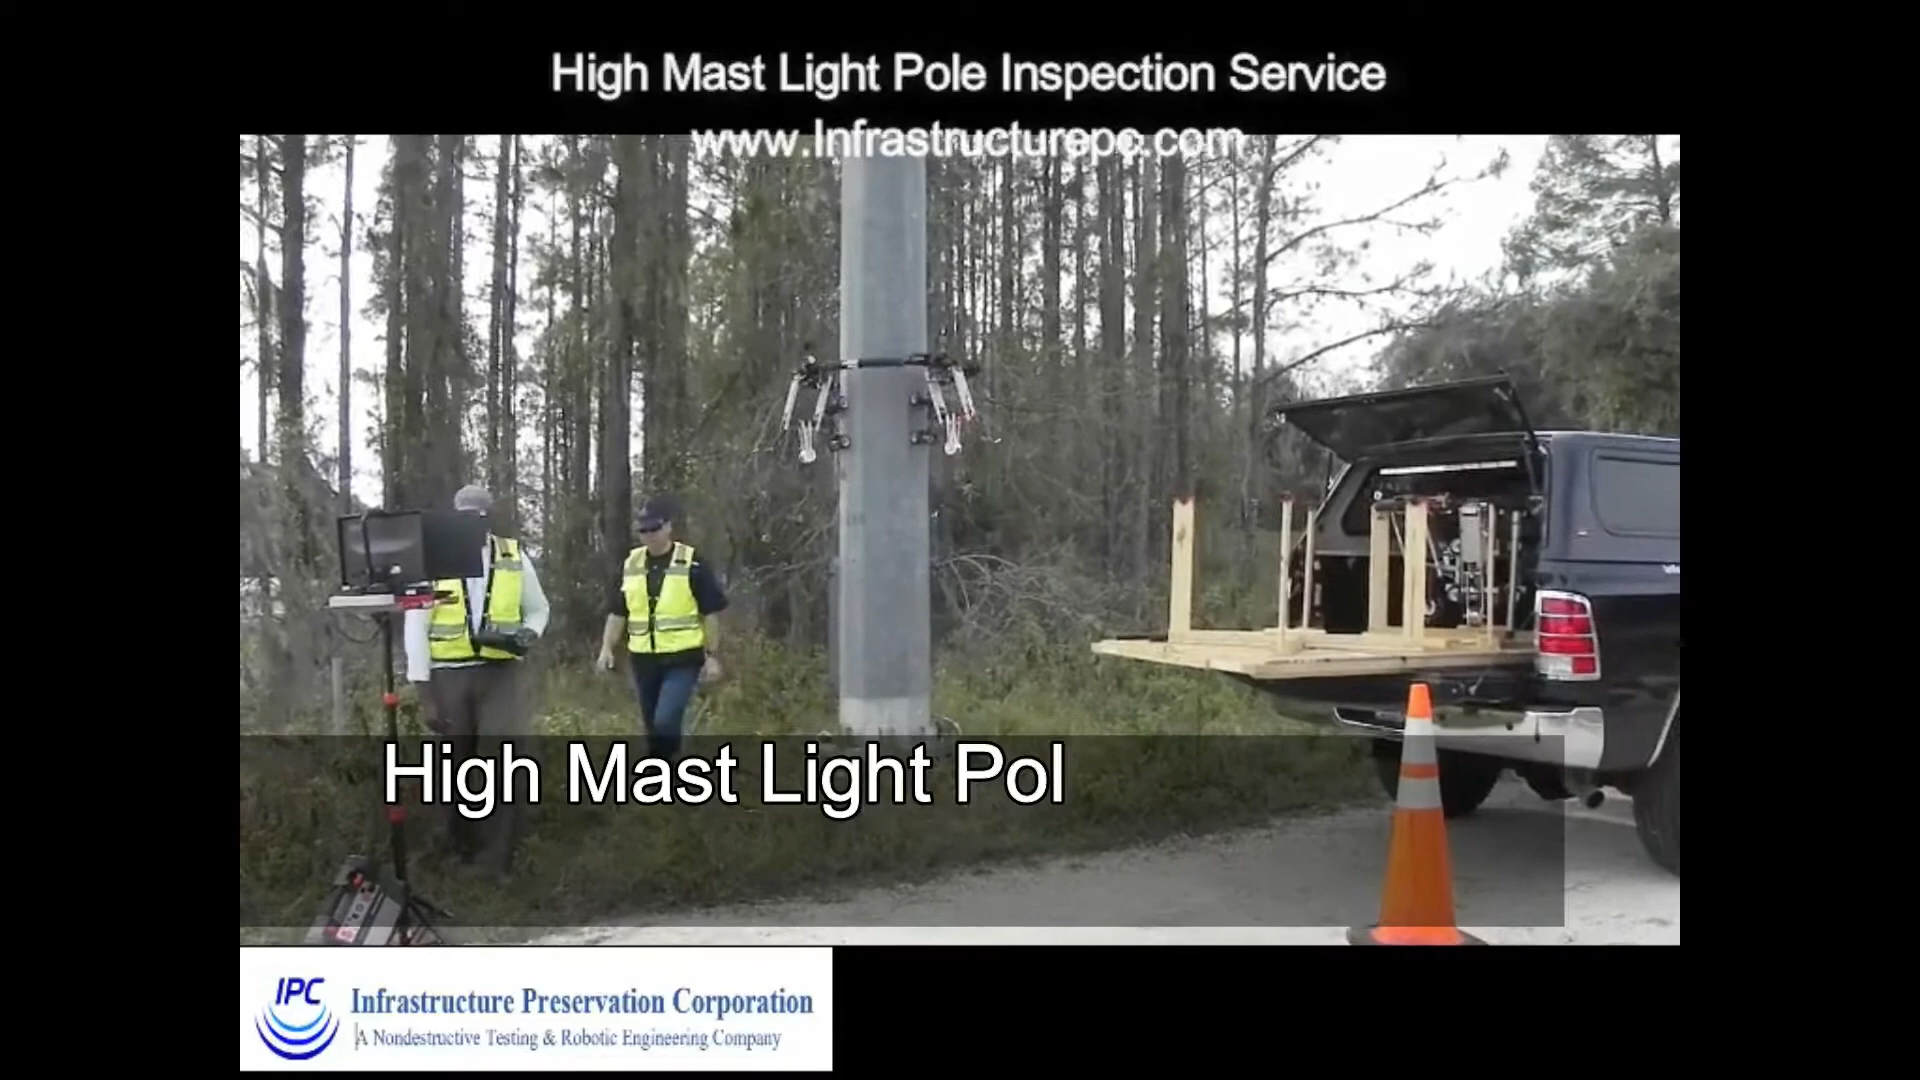 High Mast Light Pole Inspection Service
www.Infrastructurepc.com
High Mast Light Pol
IPC
Infrastructure Preservation Corporation
A Nondestructive Testing & Robotic Engineering Company